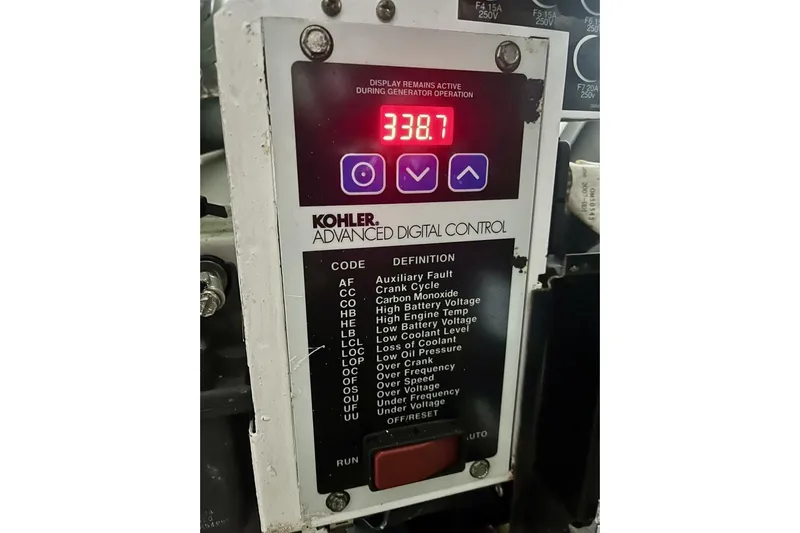 F4 15A
250V
F5 15A
250V
F6 15
250
F7 20A
250v
DISPLAY REMAINS ACTIVE
DURING GENERATOR OPERATION
338.7
KOHLER®
ADVANCED DIGITAL CONTROL
CODE DEFINITION
AF Auxiliary Fault
CC Crank Cycle
CO Carbon Monoxide
HB High Battery Voltage
HE High Engine Temp
LB Low Battery Voltage
LCL Low Coolant Level
LOC Loss of Coolant
LOP Low Oil Pressure
OC Over Crank
OF Over Frequency
OS Over Speed
OU Over Voltage
UF Under Frequency
UU Under Voltage
OFF/RESET
RUN AUTO